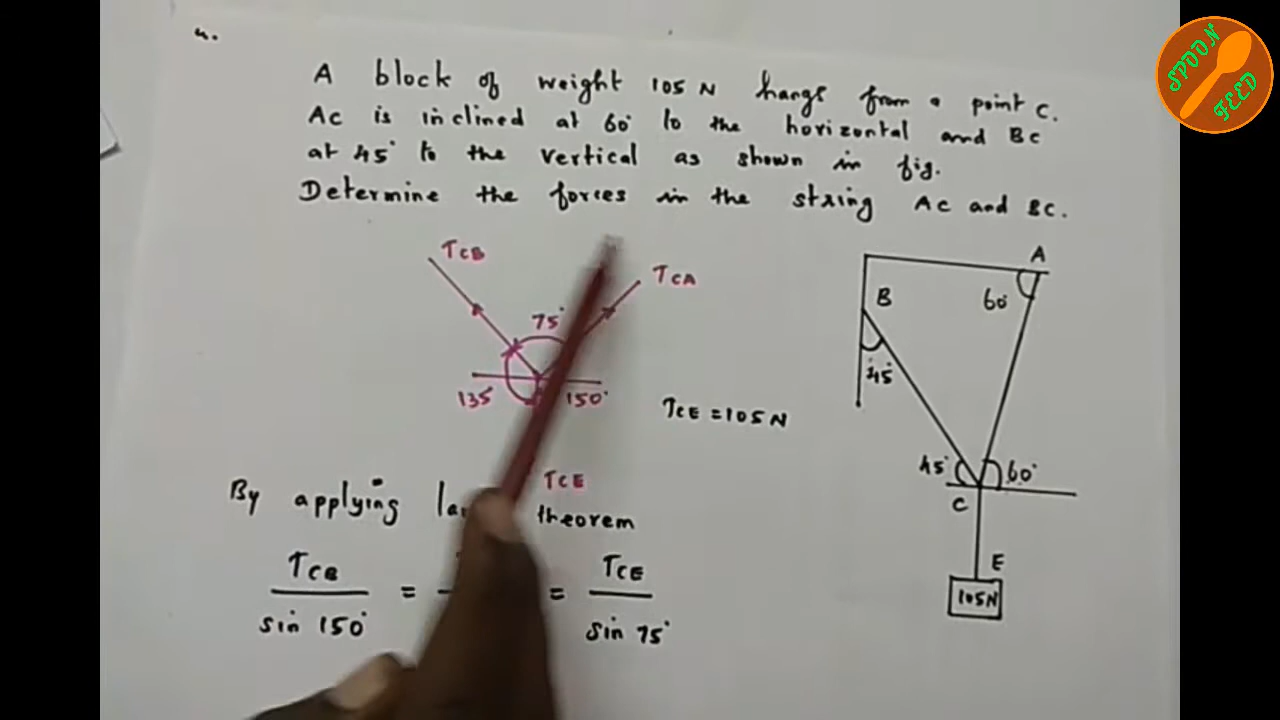 4.
A block of weight 105 N hangs from a point C.
AC is inclined at 60° to the horizontal and BC
at 45° to the vertical as shown in fig.
Determine the forces in the string AC and BC.
TCB
TCA
75°
135°
150°
TCE = 105 N
TCE
A
B
60°
45°
45°
60°
C
E
105N
By applying theorem
TCB = = TCE
sin 150° sin 75°
SPOON
FEED